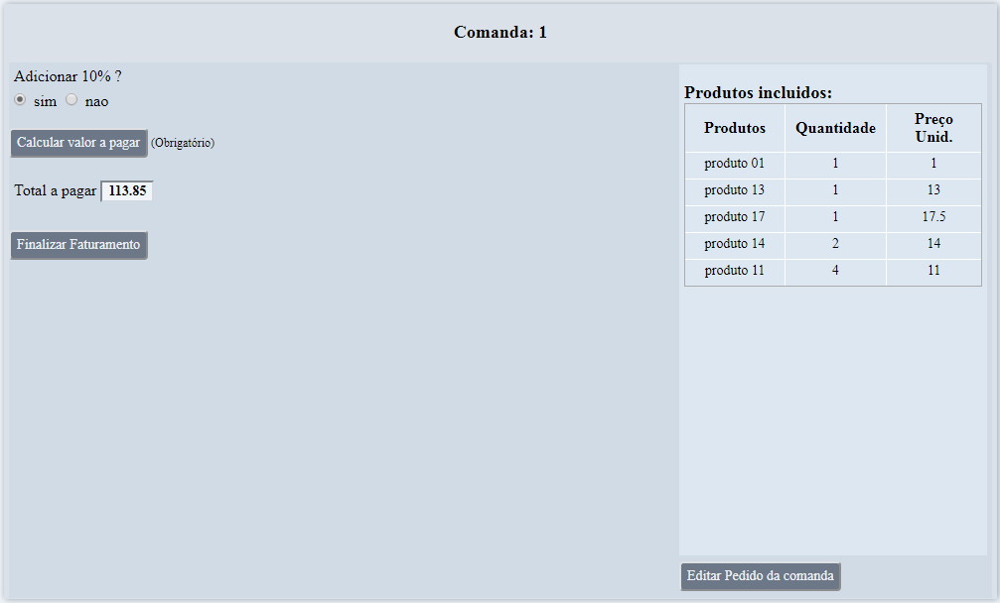 Comanda: 1
Adicionar 10% ?
sim nao
Calcular valor a pagar (Obrigatório)
Total a pagar 113.85
Finalizar Faturamento
Produtos incluidos:
Produtos Quantidade Preço Unid.
produto 01 1 1
produto 13 1 13
produto 17 1 17.5
produto 14 2 14
produto 11 4 11
Editar Pedido da comanda